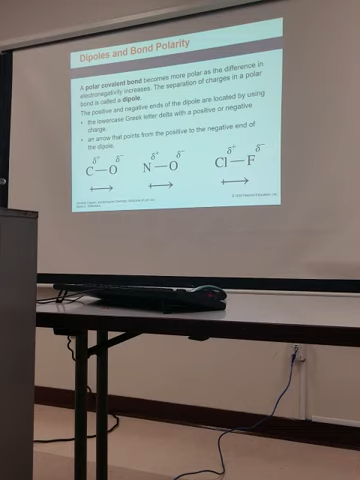 Dipoles and Bond Polarity
A polar covalent bond becomes more polar as the difference in
electronegativity increases. The separation of charges in a polar
bond is called a dipole.
The positive and negative ends of the dipole are located by using
• the lowercase Greek letter delta with a positive or negative
charge.
• an arrow that points from the positive to the negative end of
the dipole.
δ+ δ− δ+ δ− δ+ δ−
C—O N—O Cl—F